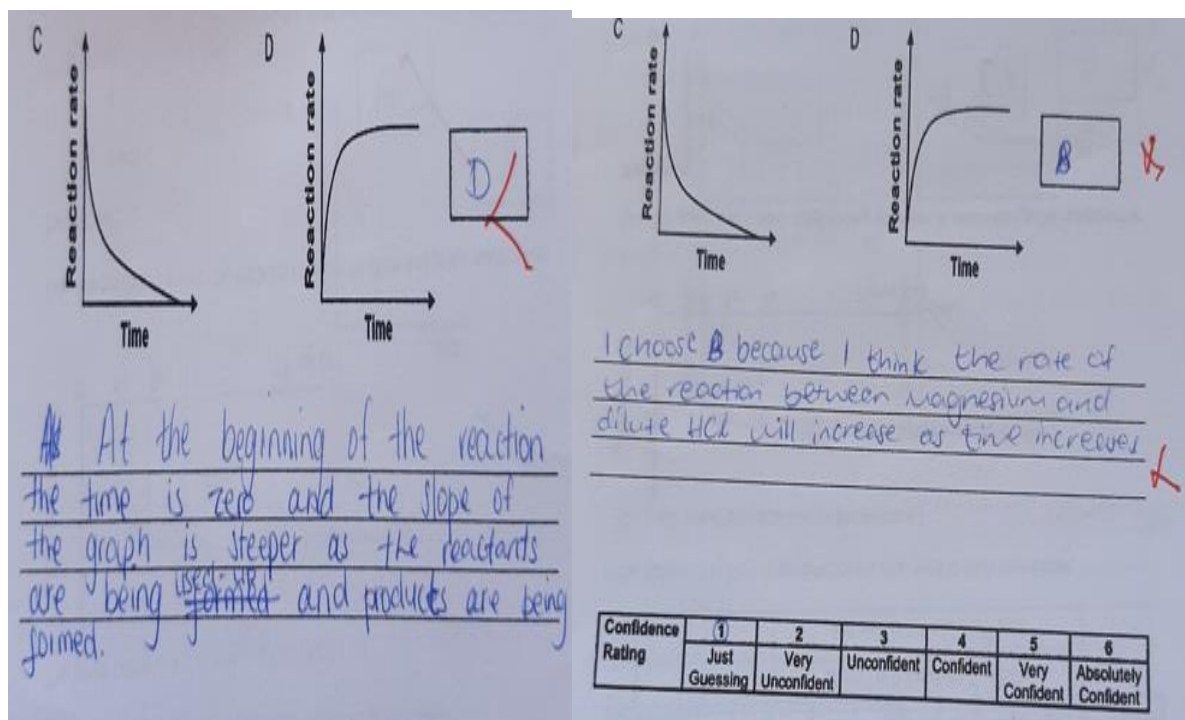 C
D
Reaction rate
Time
Reaction rate
Time
D
At the beginning of the reaction
the time is zero and the slope of
the graph is steeper as the reactants
used up
are being formed and products are being
formed.
C
D
Reaction rate
Time
Reaction rate
Time
B
I choose B because I think the rate of
the reaction between Magnesium and
dilute HCl will increase as time increases
Confidence Rating
1 2 3 4 5 6
Just Guessing
Very Unconfident
Unconfident
Confident
Very Confident
Absolutely Confident